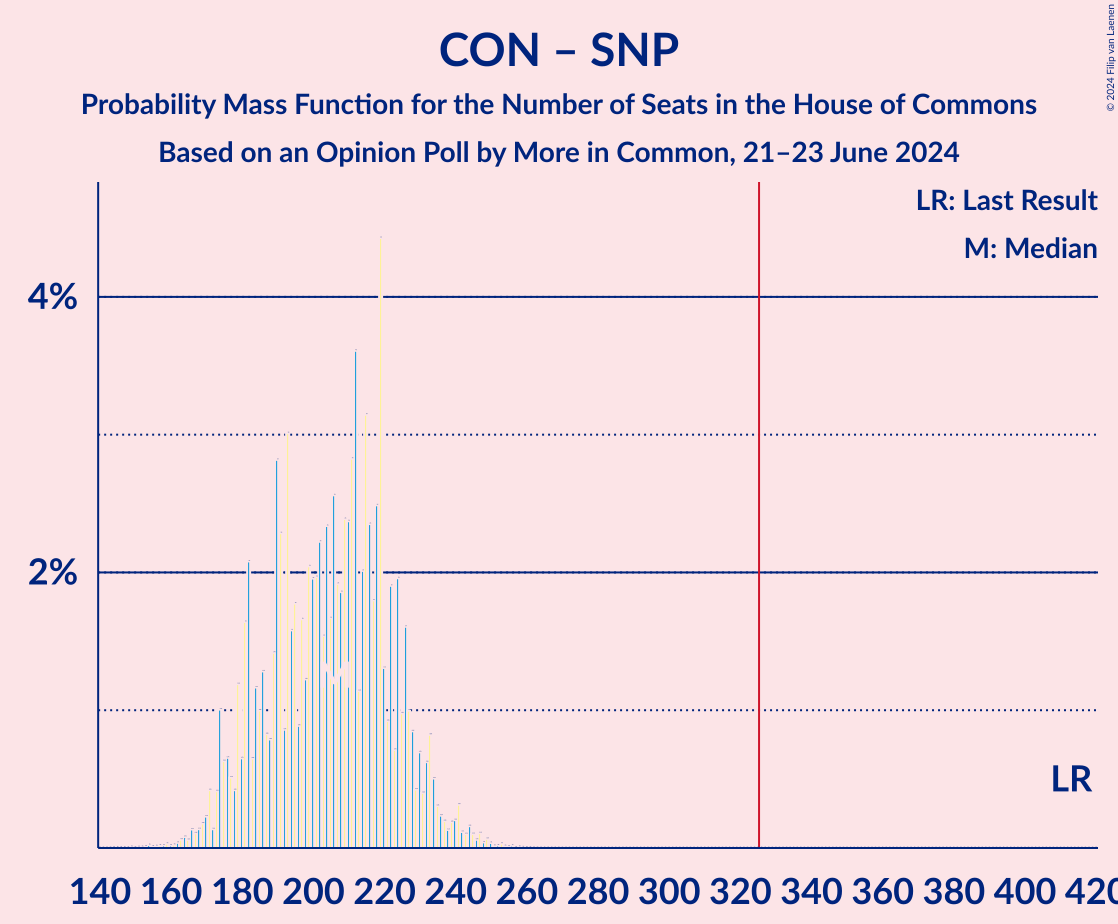 CON – SNP
Probability Mass Function for the Number of Seats in the House of Commons
Based on an Opinion Poll by More in Common, 21–23 June 2024
© 2024 Filip van Laenen
LR: Last Result
M: Median
4%
2%
LR
140 160 180 200 220 240 260 280 300 320 340 360 380 400 420